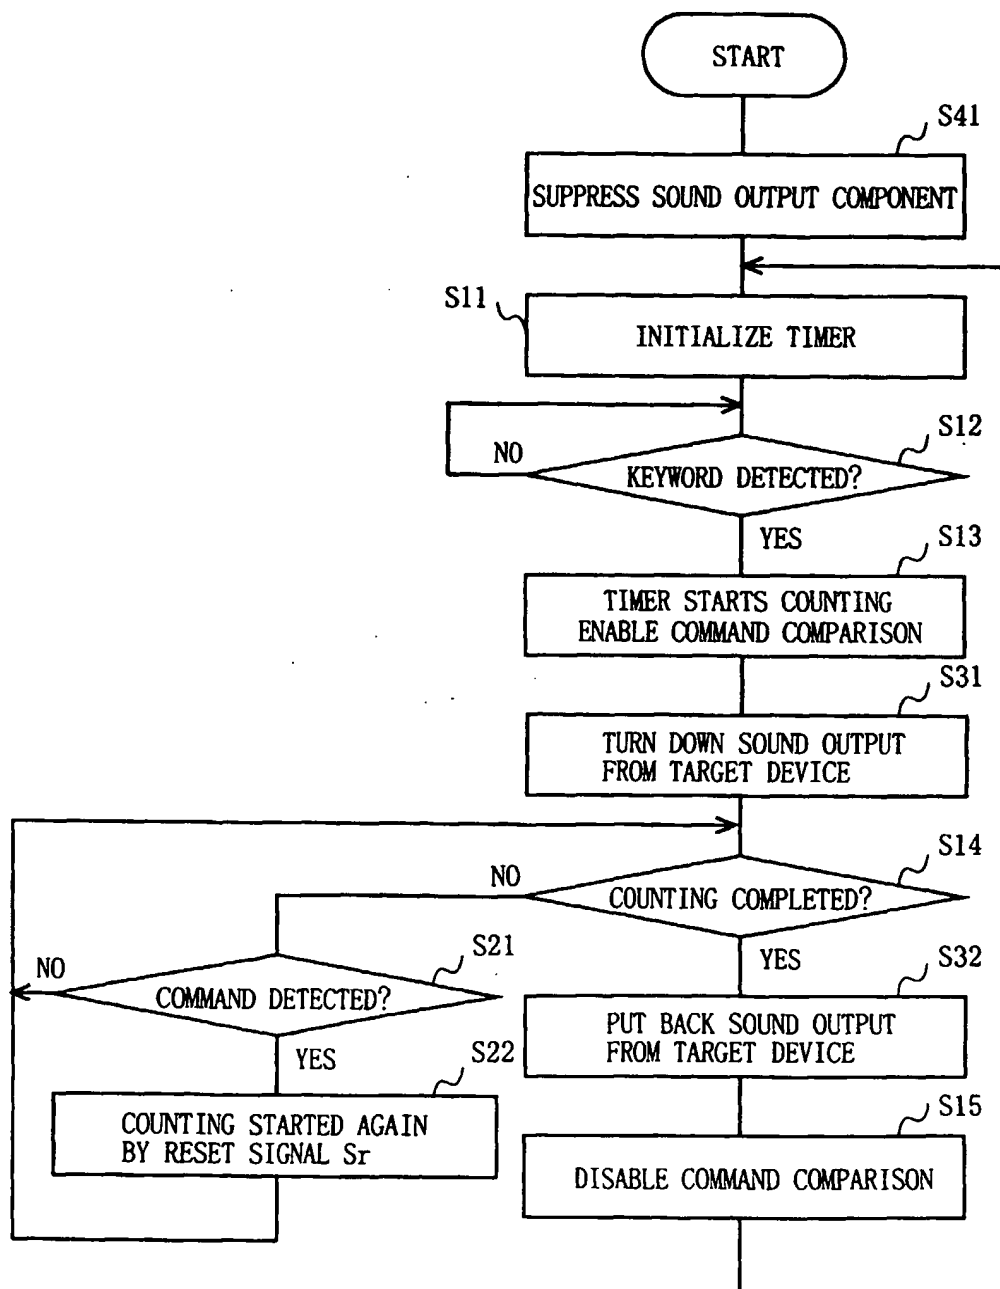 START
S41
SUPPRESS SOUND OUTPUT COMPONENT
S11
INITIALIZE TIMER
S12
NO
KEYWORD DETECTED?
YES
S13
TIMER STARTS COUNTING
ENABLE COMMAND COMPARISON
S31
TURN DOWN SOUND OUTPUT
FROM TARGET DEVICE
S14
NO
COUNTING COMPLETED?
YES
S21
NO
COMMAND DETECTED?
YES
S22
COUNTING STARTED AGAIN
BY RESET SIGNAL Sr
S32
PUT BACK SOUND OUTPUT
FROM TARGET DEVICE
S15
DISABLE COMMAND COMPARISON